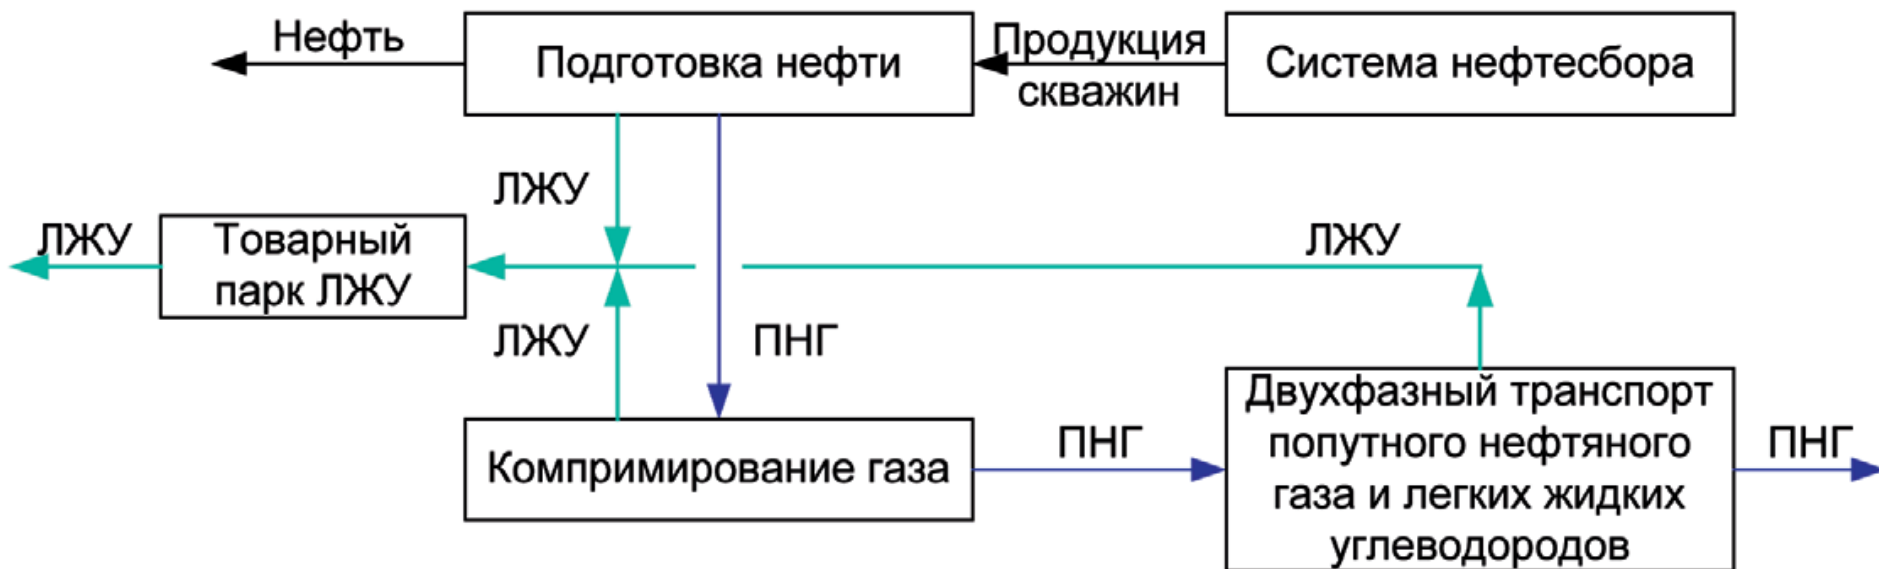 Нефть
Подготовка нефти
Продукция
скважин
Система нефтесбора
ЛЖУ
ЛЖУ
Товарный
парк ЛЖУ
ЛЖУ
ЛЖУ
ПНГ
Компримирование газа
ПНГ
Двухфазный транспорт
попутного нефтяного
газа и легких жидких
углеводородов
ПНГ